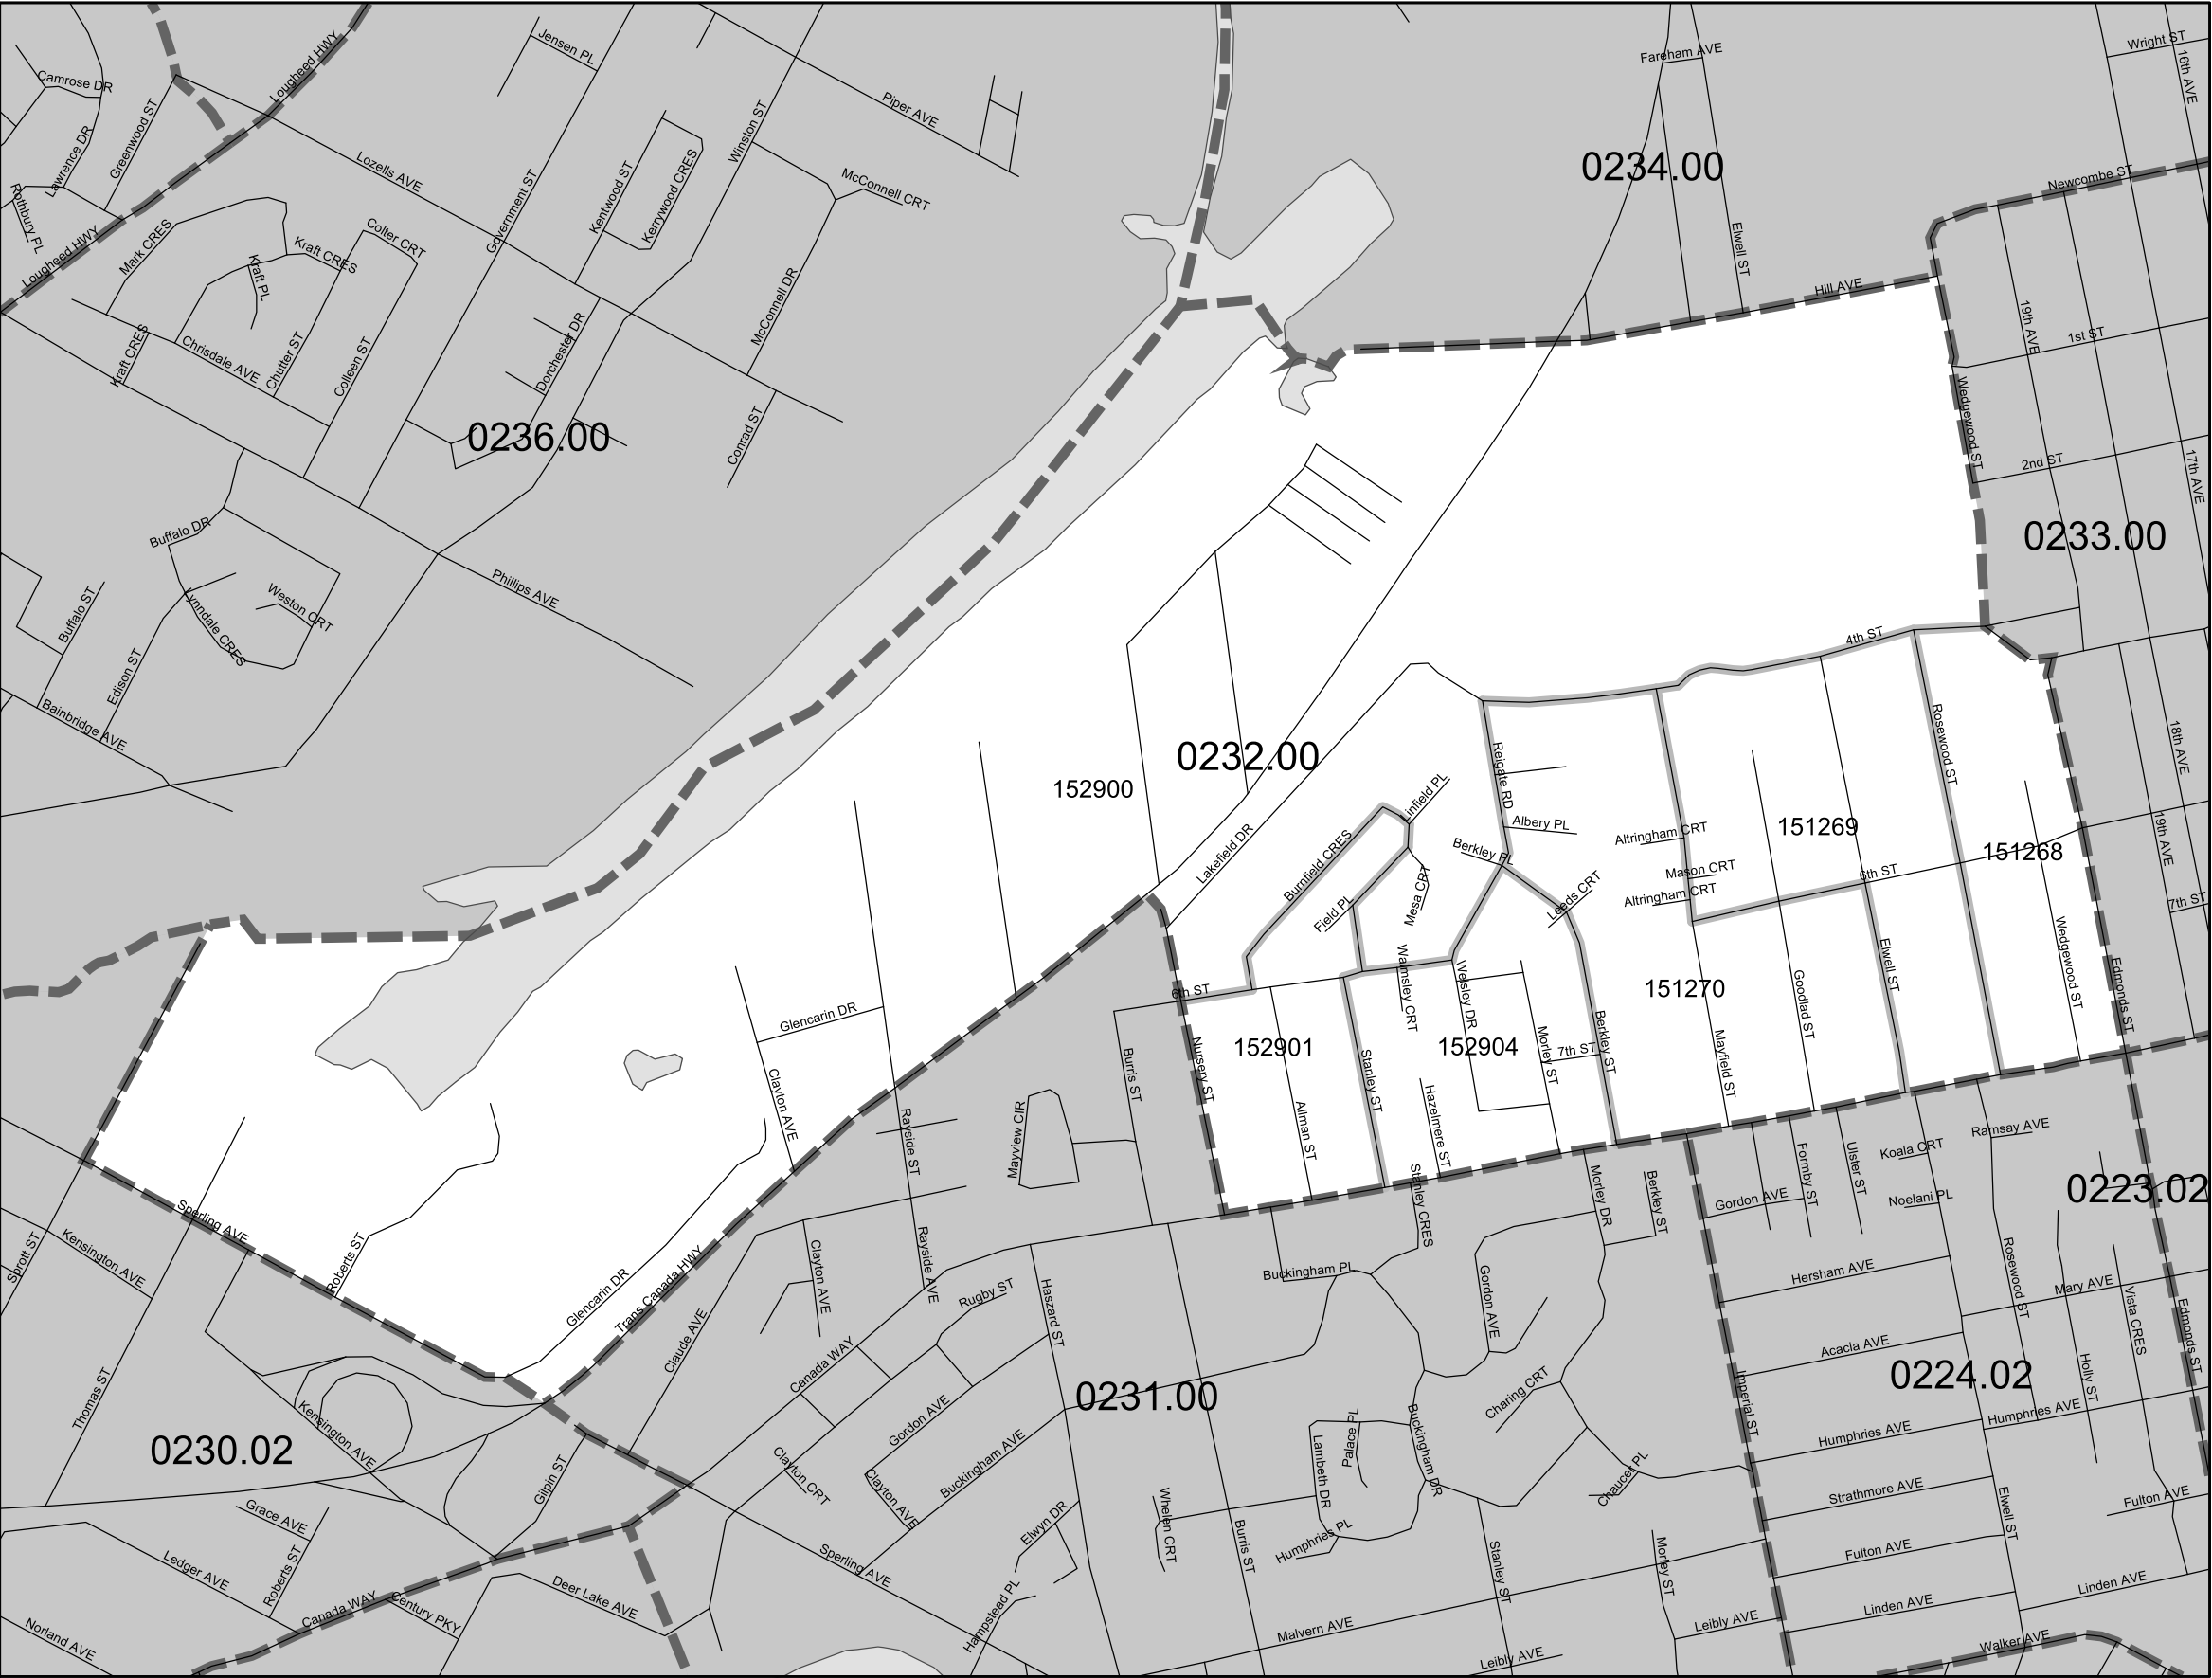 Jensen PL
Lougheed HWY
Camrose DR
Fareham AVE
Wright ST
16th AVE
Piper AVE
Greenwood ST
Winston ST
Lawrence DR
Lozells AVE
0234.00
Government ST
Kentwood ST
Kerrywood CRES
McConnell CRT
Newcombe ST
Rothbury PL
Lougheed HWY
Mark CRES
Kraft CRES
Colter CRT
Elwell ST
Kraft PL
McConnell DR
Hill AVE
19th AVE
1st ST
Kraft CRES
Chrisdale AVE
Chutter ST
Colleen ST
Dorchester DR
Wedgewood ST
0236.00
Conrad ST
2nd ST
17th AVE
Buffalo DR
0233.00
Buffalo ST
Lynndale CRES
Weston CRT
Phillips AVE
4th ST
Edison ST
Bainbridge AVE
Rosewood ST
18th AVE
0232.00
152900
Reigate RD
Linfield PL
Lakefield DR
Burnfield CRES
Albery PL
Altringham CRT
151269
19th AVE
Berkley PL
151268
Mason CRT
6th ST
Mesa CRT
Leeds CRT
Altringham CRT
Field PL
7th ST
6th ST
Walmsley CRT
Welsley DR
151270
Goodlad ST
Elwell ST
Wedgewood ST
Edmonds ST
Glencarin DR
Clayton AVE
Burris ST
Nursery ST
152901
Stanley ST
152904
Morley ST
7th ST
Berkley ST
Mayfield ST
Rayside ST
Mayview CIR
Allman ST
Hazelmere ST
Formby ST
Ulster ST
Koala CRT
Ramsay AVE
0223.02
Stanley CRES
Morley DR
Berkley ST
Gordon AVE
Noelani PL
Sperling AVE
Sprott ST
Kensington AVE
Roberts ST
Glencarin DR
Trans Canada HWY
Clayton AVE
Rayside AVE
Buckingham PL
Hersham AVE
Rosewood ST
Mary AVE
Claude AVE
Rugby ST
Haszard ST
Gordon AVE
Vista CRES
Edmonds ST
Canada WAY
Acacia AVE
0224.02
Holly ST
Thomas ST
0231.00
Charing CRT
Imperial ST
Kensington AVE
0230.02
Gordon AVE
Buckingham AVE
Palace PL
Lambeth DR
Buckingham DR
Humphries AVE
Humphries AVE
Gilpin ST
Clayton CRT
Clayton AVE
Chaucer PL
Strathmore AVE
Fulton AVE
Grace AVE
Elwyn DR
Whelen CRT
Burris ST
Humphries PL
Elwell ST
Ledger AVE
Roberts ST
Sperling AVE
Stanley ST
Morley ST
Fulton AVE
Deer Lake AVE
Canada WAY
Century PKY
Hampstead PL
Linden AVE
Linden AVE
Norland AVE
Malvern AVE
Leibly AVE
Leibly AVE
Walker AVE